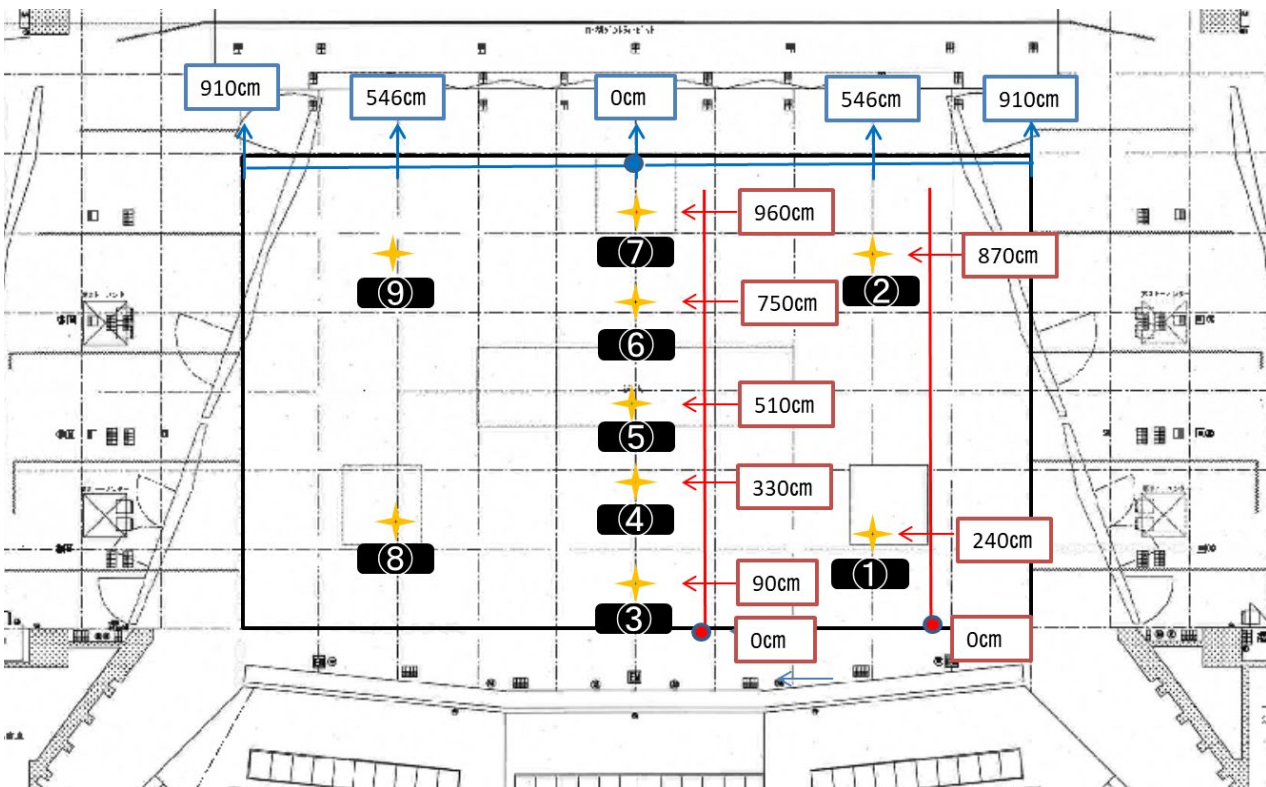 910cm
546cm
0cm
546cm
910cm
960cm
⑦
870cm
⑨
②
750cm
⑥
510cm
⑤
330cm
④
240cm
⑧
①
90cm
③
0cm
0cm